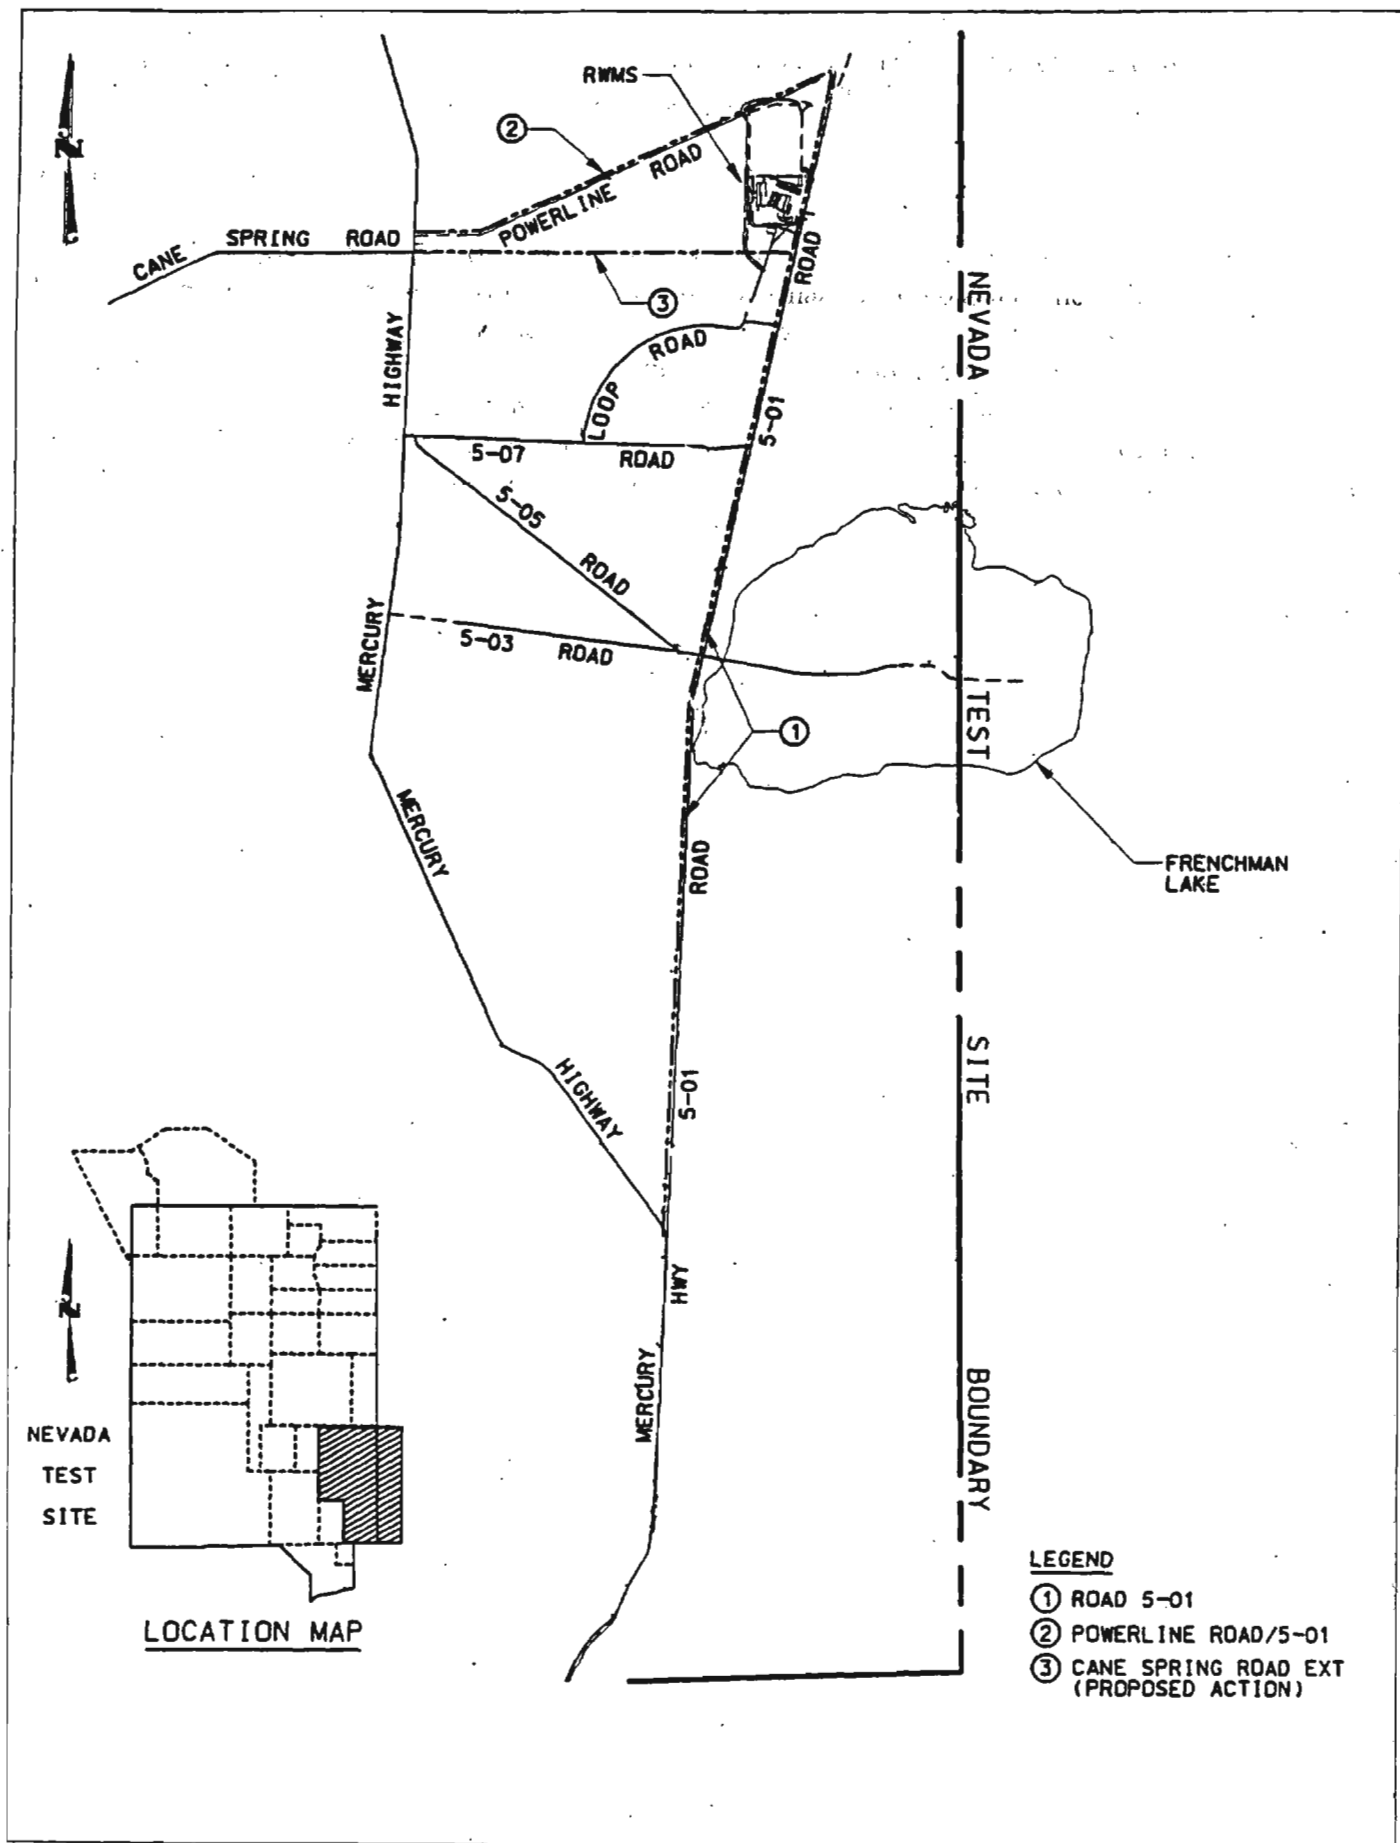 RWMS
N
②
POWERLINE ROAD
CANE SPRING ROAD
③
ROAD
HIGHWAY
NEVADA
LOOP ROAD
5-01
5-07 ROAD
5-05 ROAD
MERCURY
5-03 ROAD
TEST
①
MERCURY
ROAD
FRENCHMAN
LAKE
SITE
HIGHWAY
5-01
HWY
N
MERCURY
BOUNDARY
NEVADA
TEST
SITE
LOCATION MAP
LEGEND
① ROAD 5-01
② POWERLINE ROAD/5-01
③ CANE SPRING ROAD EXT
(PROPOSED ACTION)